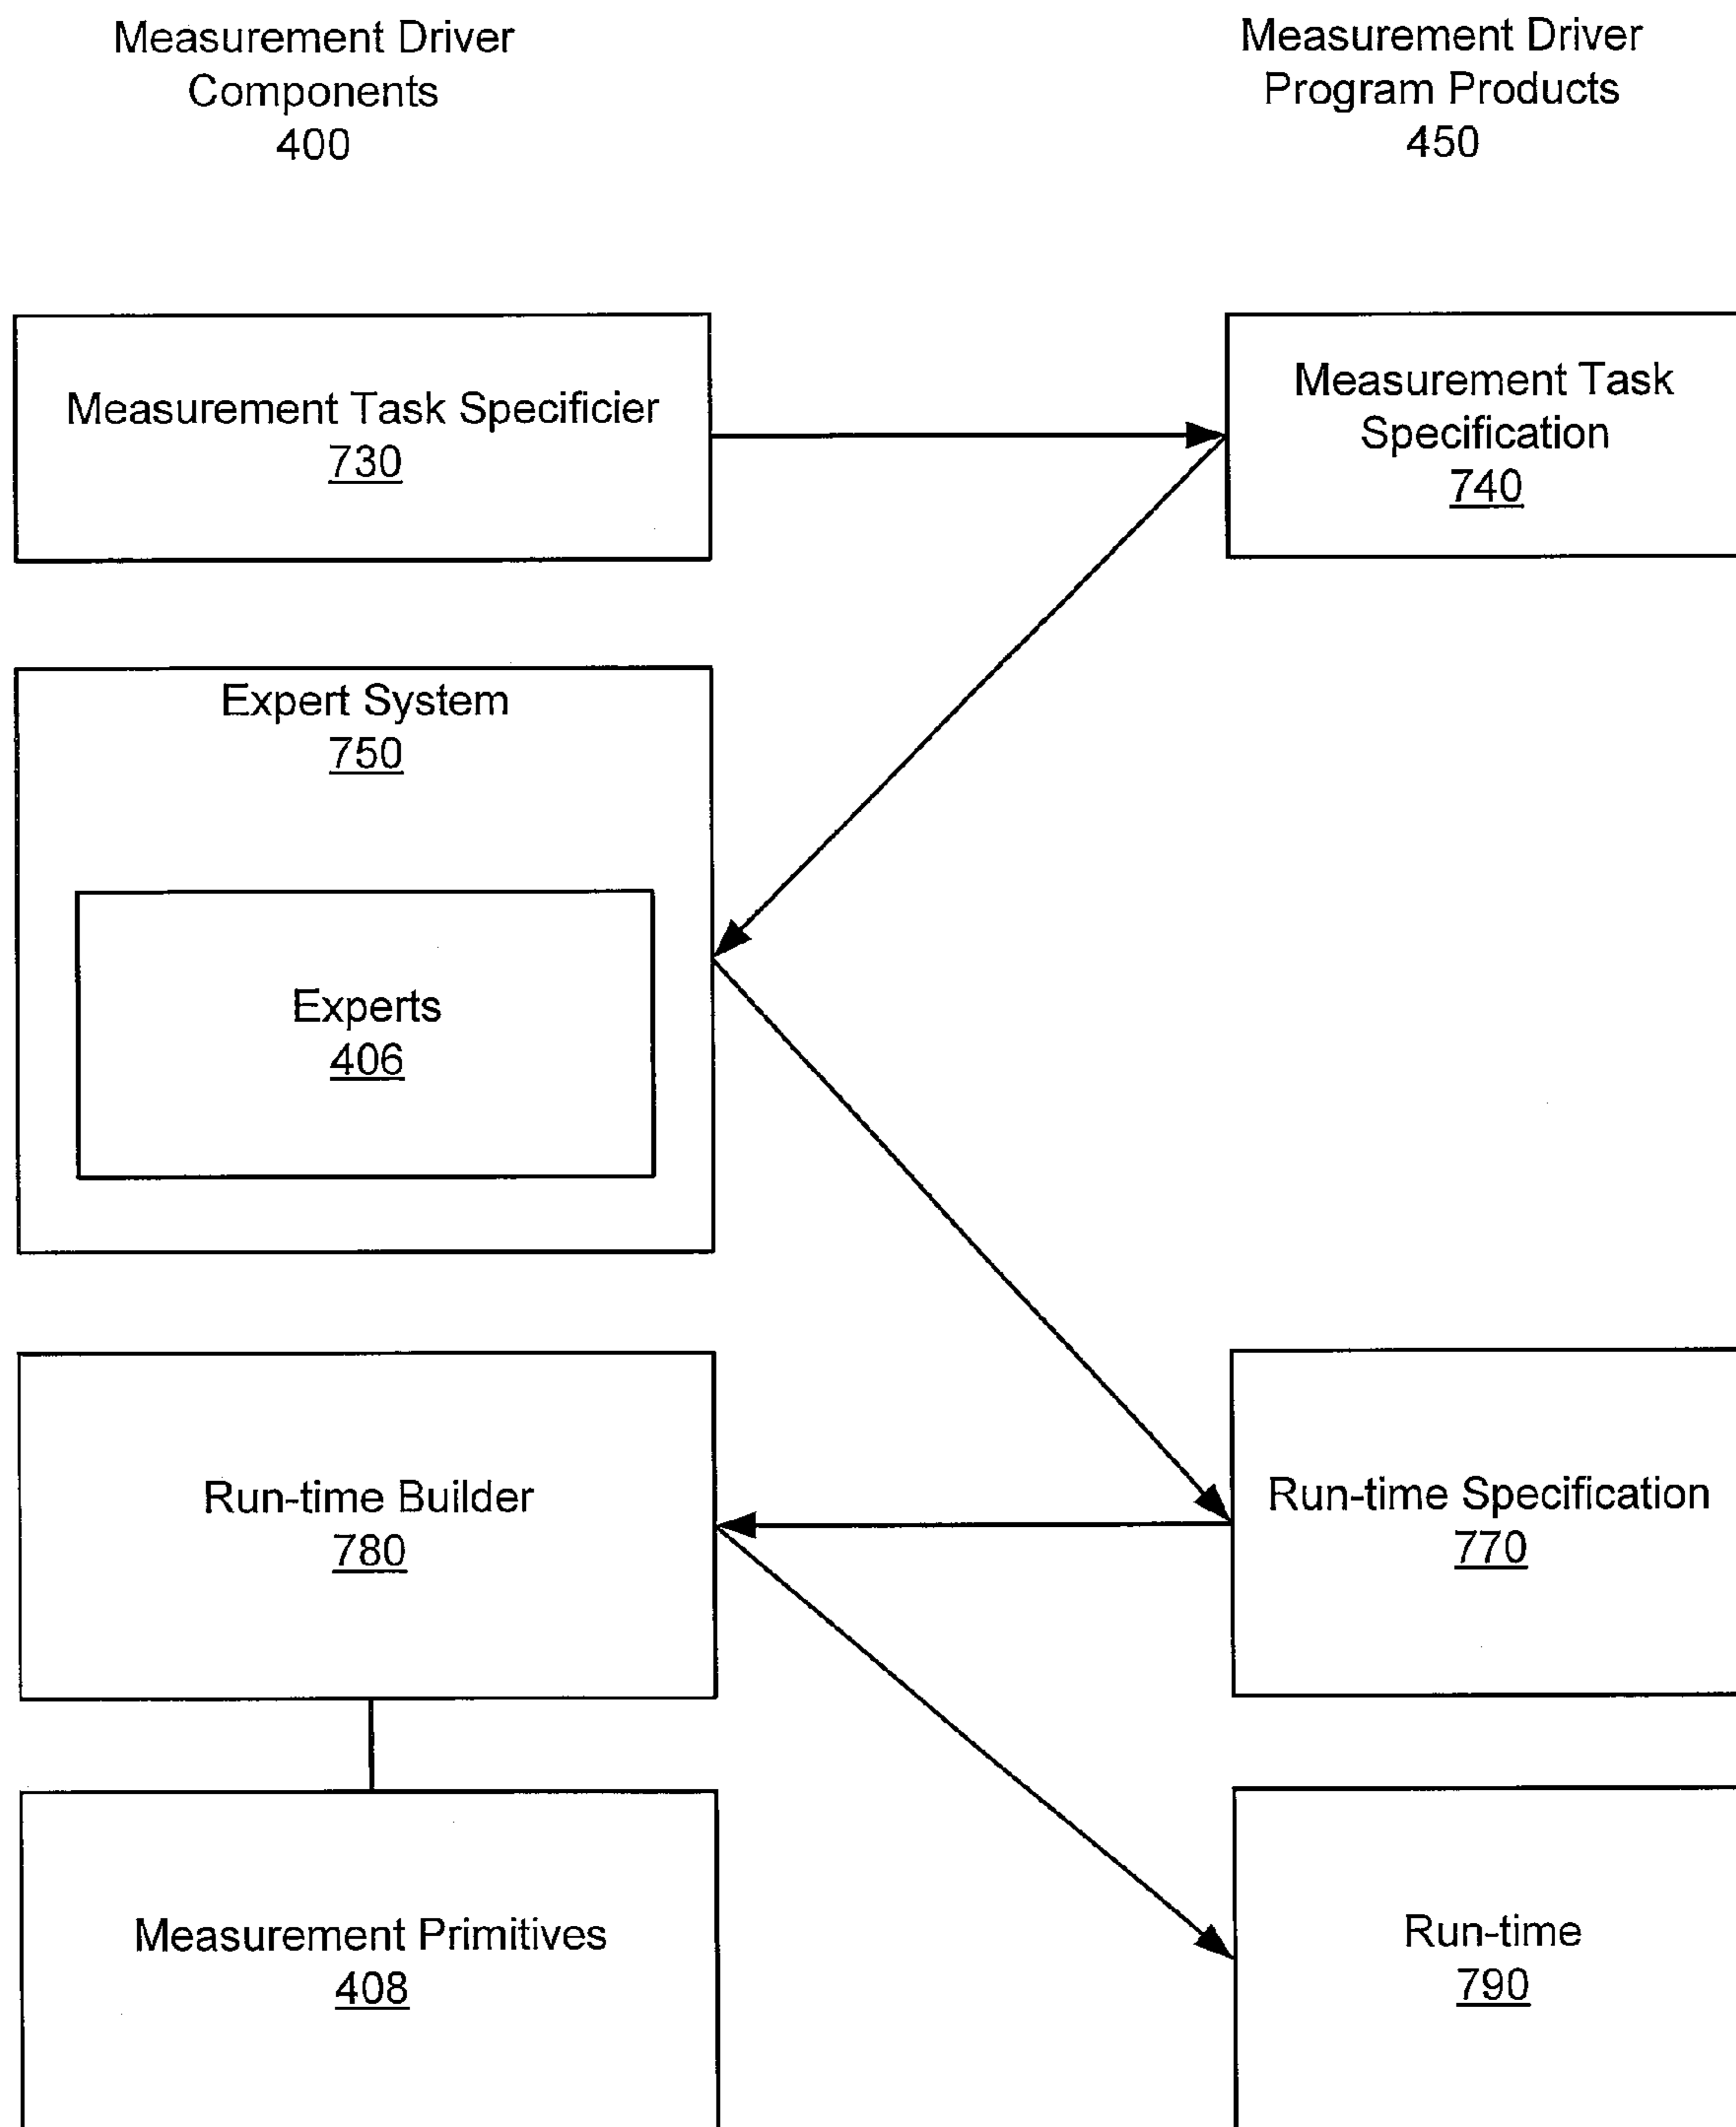 Measurement Driver
Components
400
Measurement Driver
Program Products
450
Measurement Task Specificier
730
Measurement Task
Specification
740
Expert System
750
Experts
406
Run-time Builder
780
Run-time Specification
770
Measurement Primitives
408
Run-time
790